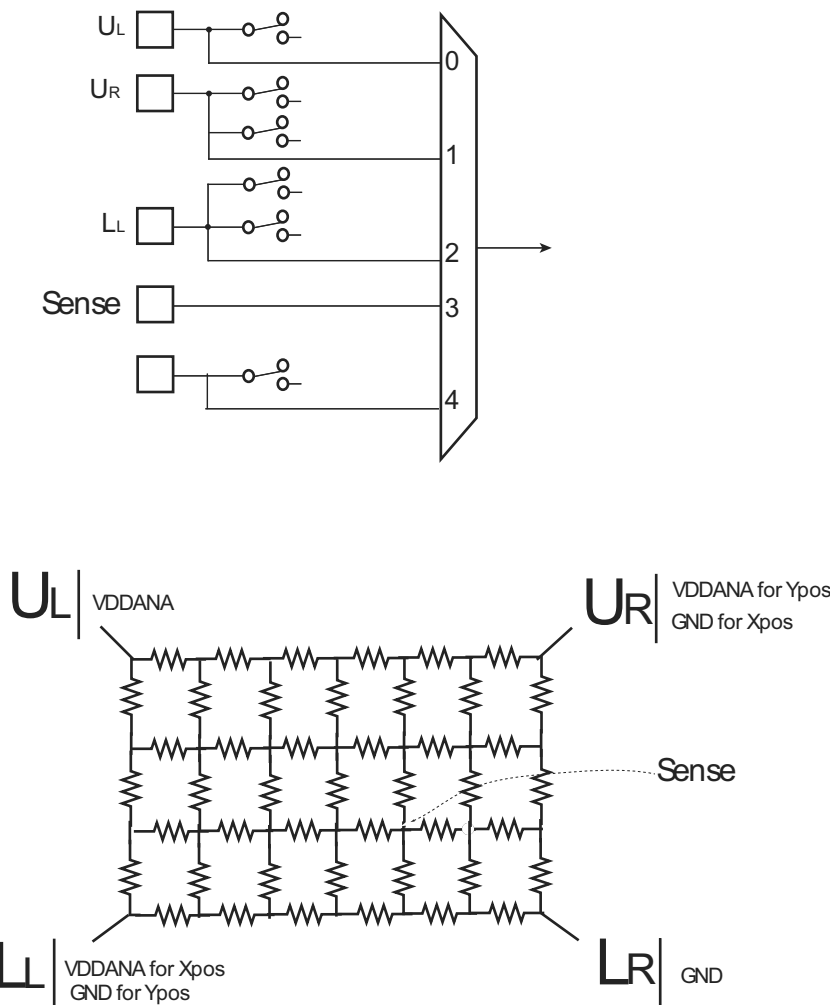 UL
0
UR
1
LL
2
Sense
3
4
UL VDDANA
UR VDDANA for Ypos
GND for Xpos
Sense
LL VDDANA for Xpos
GND for Ypos
LR GND